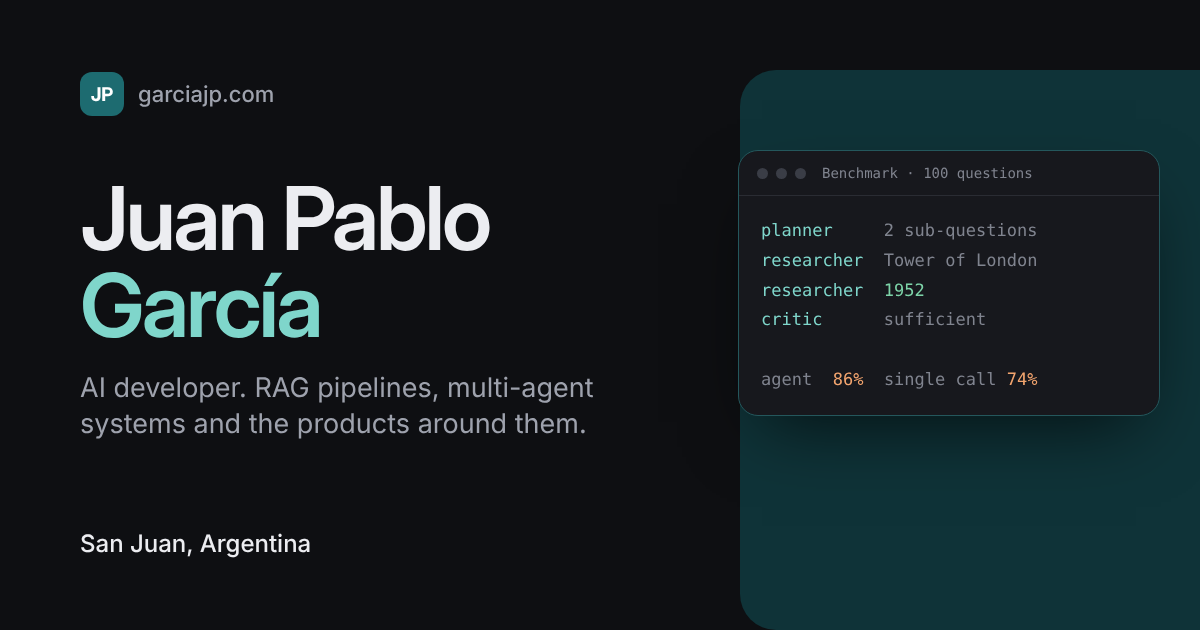 JP garciajp.com
Juan Pablo
García
AI developer. RAG pipelines, multi-agent
systems and the products around them.
San Juan, Argentina
Benchmark · 100 questions
planner 2 sub-questions
researcher Tower of London
researcher 1952
critic sufficient
agent 86% single call 74%